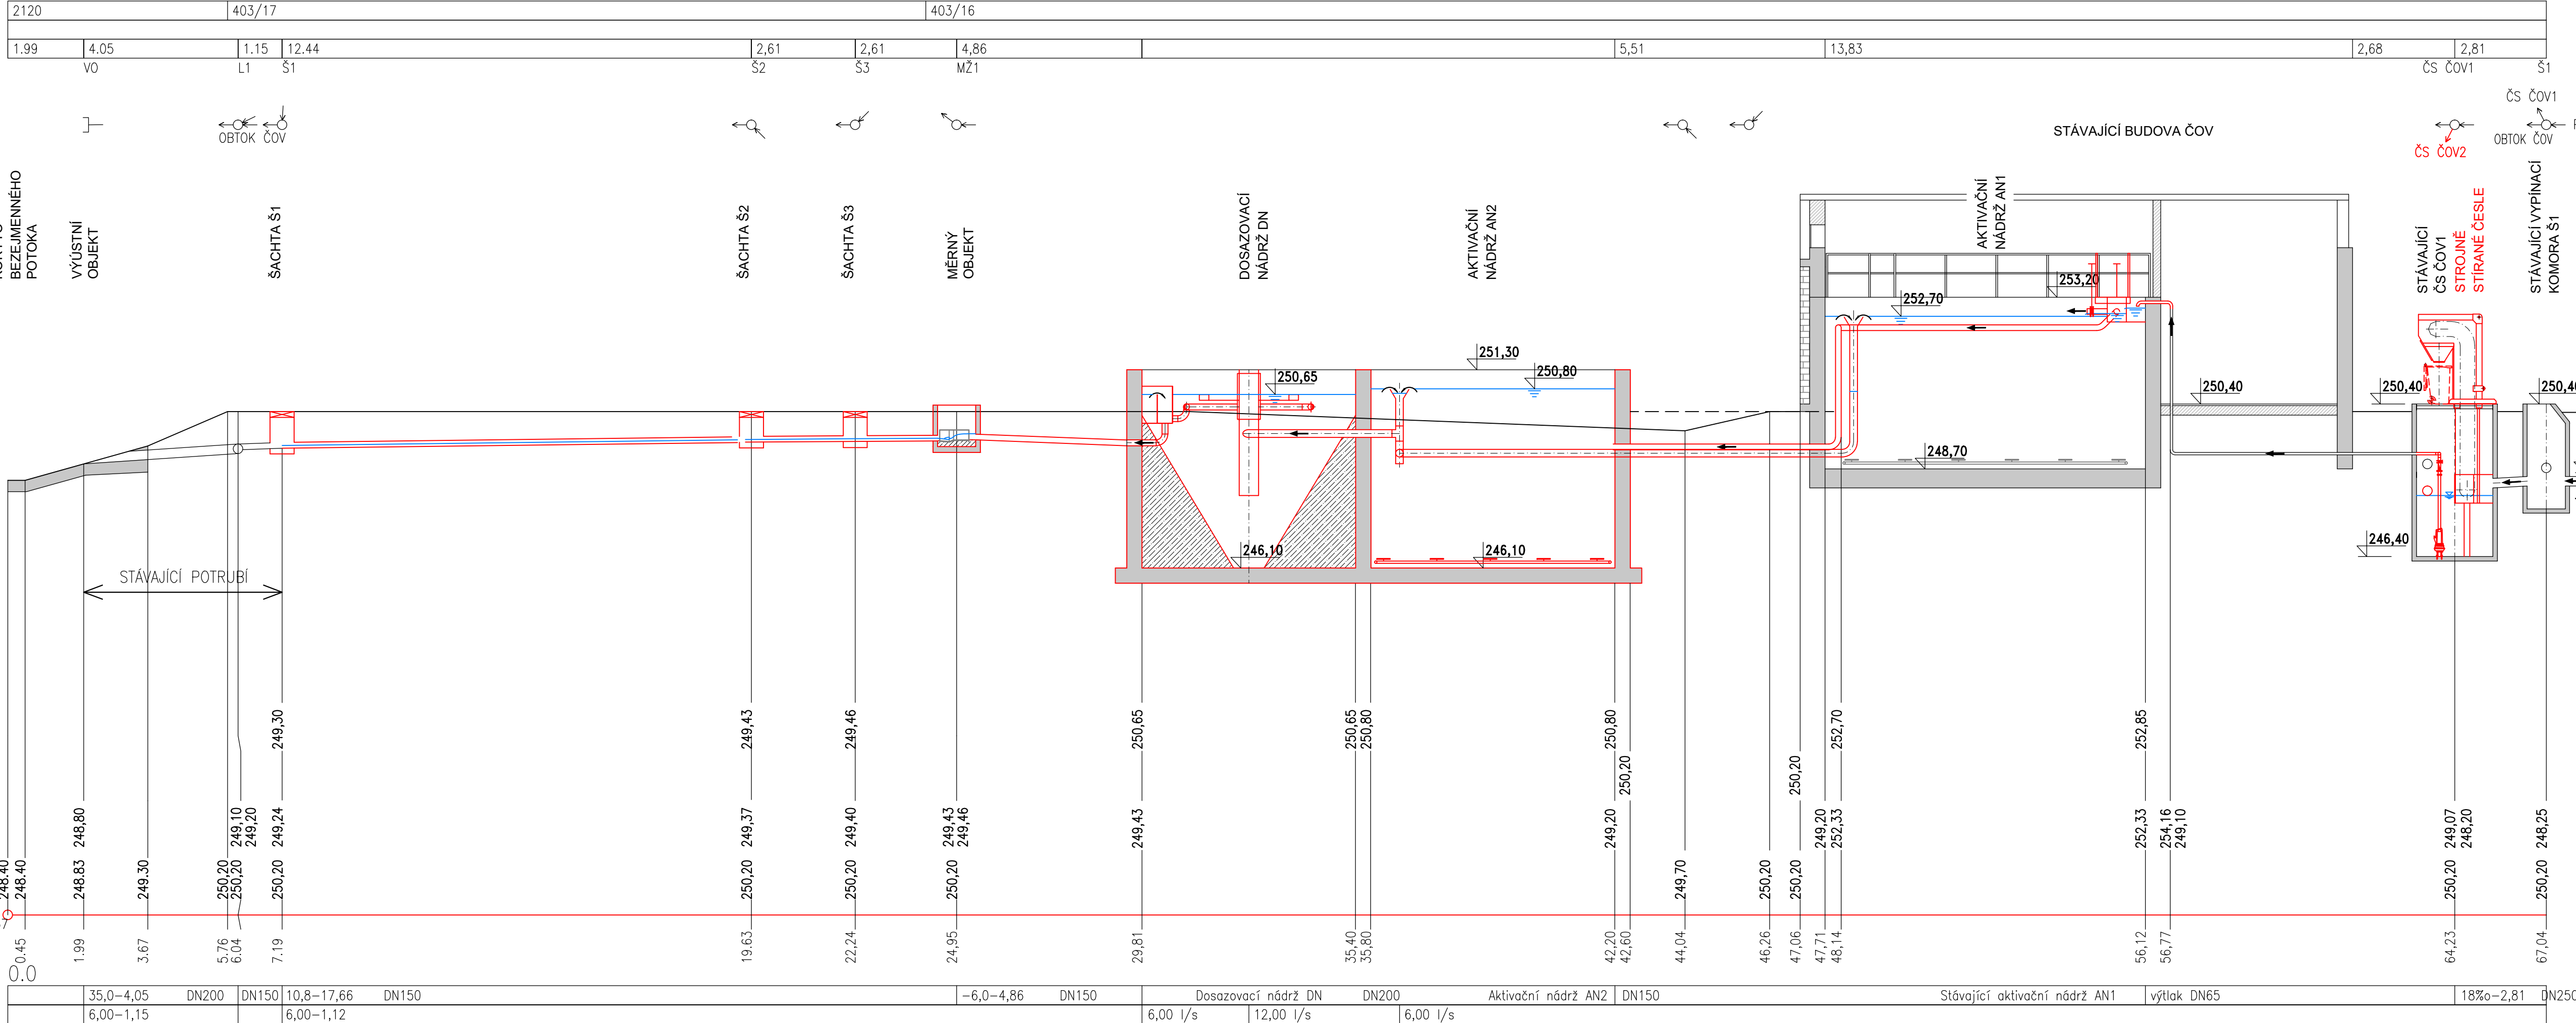 2120 403/17 403/16
1.99 4.05 1.15 12.44 2,61 2,61 4,86 5,51 13,83 2,68 2,81
VO L1 Š1 Š2 Š3 MŽ1 ČS ČOV1 Š1
ČS ČOV1
OBTOK ČOV
STÁVAJÍCÍ BUDOVA ČOV
ČS ČOV2
OBTOK ČOV
BEZEJMENNÉHO
POTOKA
VÝÚSTNÍ
OBJEKT
ŠACHTA Š1
ŠACHTA Š2
ŠACHTA Š3
MĚRNÝ
OBJEKT
DOSAZOVACÍ
NÁDRŽ DN
AKTIVAČNÍ
NÁDRŽ AN2
AKTIVAČNÍ
NÁDRŽ AN1
STÁVAJÍCÍ
ČS ČOV1
STROJNĚ
STÍRANÉ ČESLE
STÁVAJÍCÍ VYPÍNACÍ
KOMORA Š1
253,20
252,70
251,30
250,65
250,80
250,40
250,40
250,40
248,70
246,10
246,10
246,40
STÁVAJÍCÍ POTRUBÍ
249,30
249,43
249,46
250,65
250,65
250,80
250,80
250,20
252,70
252,85
250,20
248,80
249,10
249,20
249,24
249,37
249,40
249,43
249,46
249,43
249,20
249,20
252,33
252,33
254,16
249,10
249,07
248,20
248,25
248.40
248.40
248.83
249.30
250,20
250,20
250,20
250,20
250,20
250,20
249,70
250,20
250,20
250,20
0.45
1.99
3.67
5.76
6.04
7.19
19.63
22,24
24,95
29,81
35,40
35,80
42,20
42,60
44,04
46,26
47,06
47,71
48,14
56,12
56,77
64,23
67,04
0.0
35,0-4,05 DN200 DN150 10,8-17,66 DN150 -6,0-4,86 DN150 Dosazovací nádrž DN DN200 Aktivační nádrž AN2 DN150 Stávající aktivační nádrž AN1 výtlak DN65 18%o-2,81 DN250
6,00-1,15 6,00-1,12 6,00 l/s 12,00 l/s 6,00 l/s